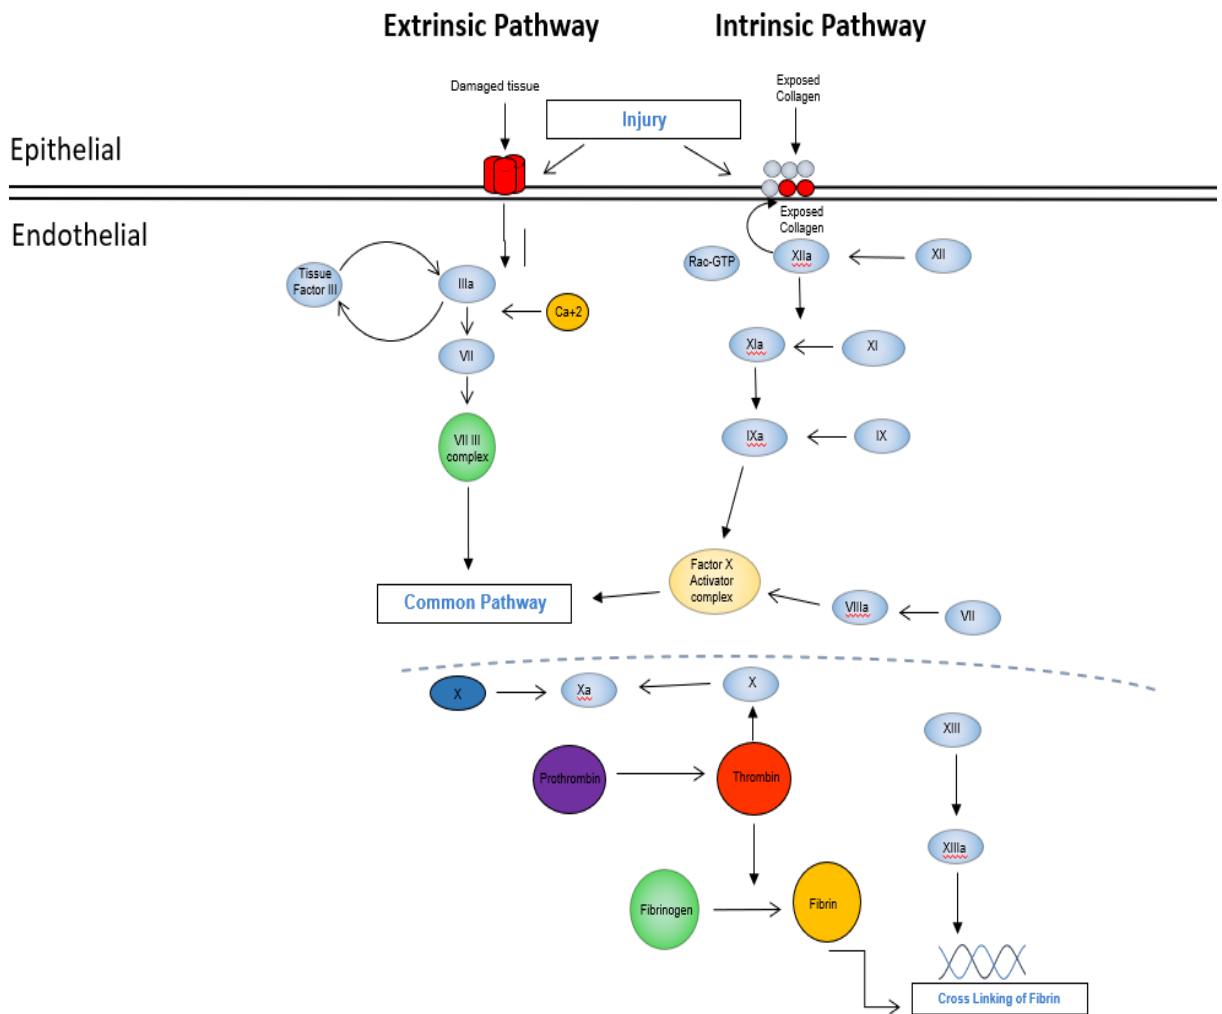 Extrinsic Pathway
Intrinsic Pathway
Damaged tissue
Exposed
Collagen
Injury
Epithelial
Endothelial
Exposed
Collagen
Tissue
Factor III
IIIa
Ca+2
Rac-GTP
XIIa
XII
VII
XIa
XI
VII III
complex
IXa
IX
Factor X
Activator
complex
Common Pathway
VIIIa
VII
X
Xa
X
XIII
Prothrombin
Thrombin
XIIIa
Fibrinogen
Fibrin
Cross Linking of Fibrin